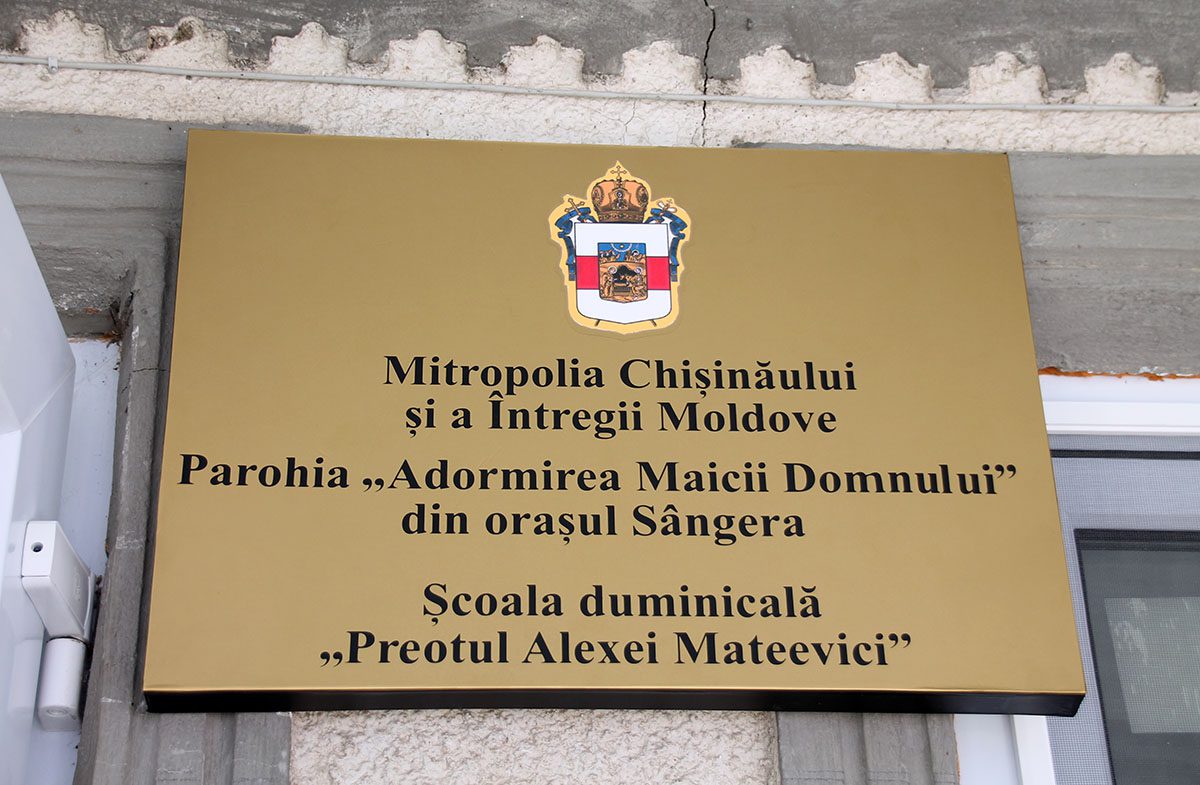 Mitropolia Chișinăului
și a Întregii Moldove
Parohia „Adormirea Maicii Domnului”
din orașul Sângera
Școala duminicală
„Preotul Alexei Mateevici”